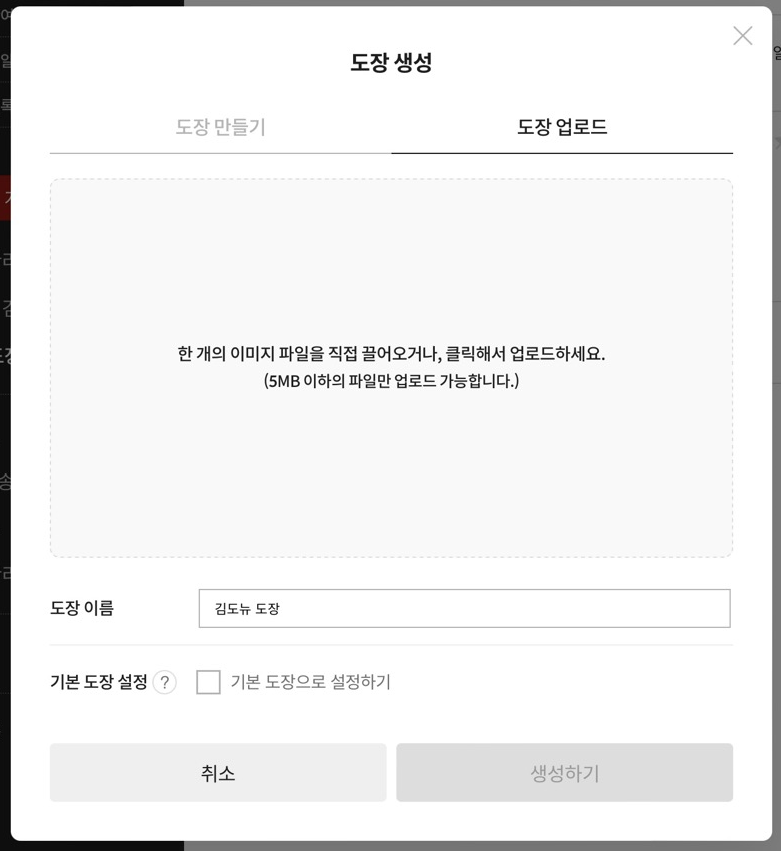 도장 생성
도장 만들기
도장 업로드
한 개의 이미지 파일을 직접 끌어오거나, 클릭해서 업로드하세요.
(5MB 이하의 파일만 업로드 가능합니다.)
도장 이름
김도뉴 도장
기본 도장 설정 ?
기본 도장으로 설정하기
취소
생성하기